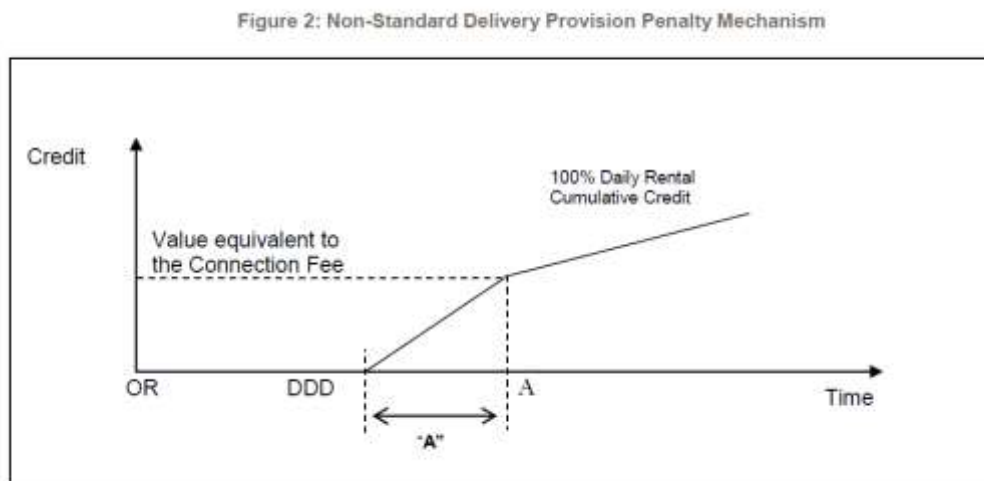 Figure 2: Non-Standard Delivery Provision Penalty Mechanism
Credit
100% Daily Rental
Cumulative Credit
Value equivalent to
the Connection Fee
OR
DDD
A
Time
"A"